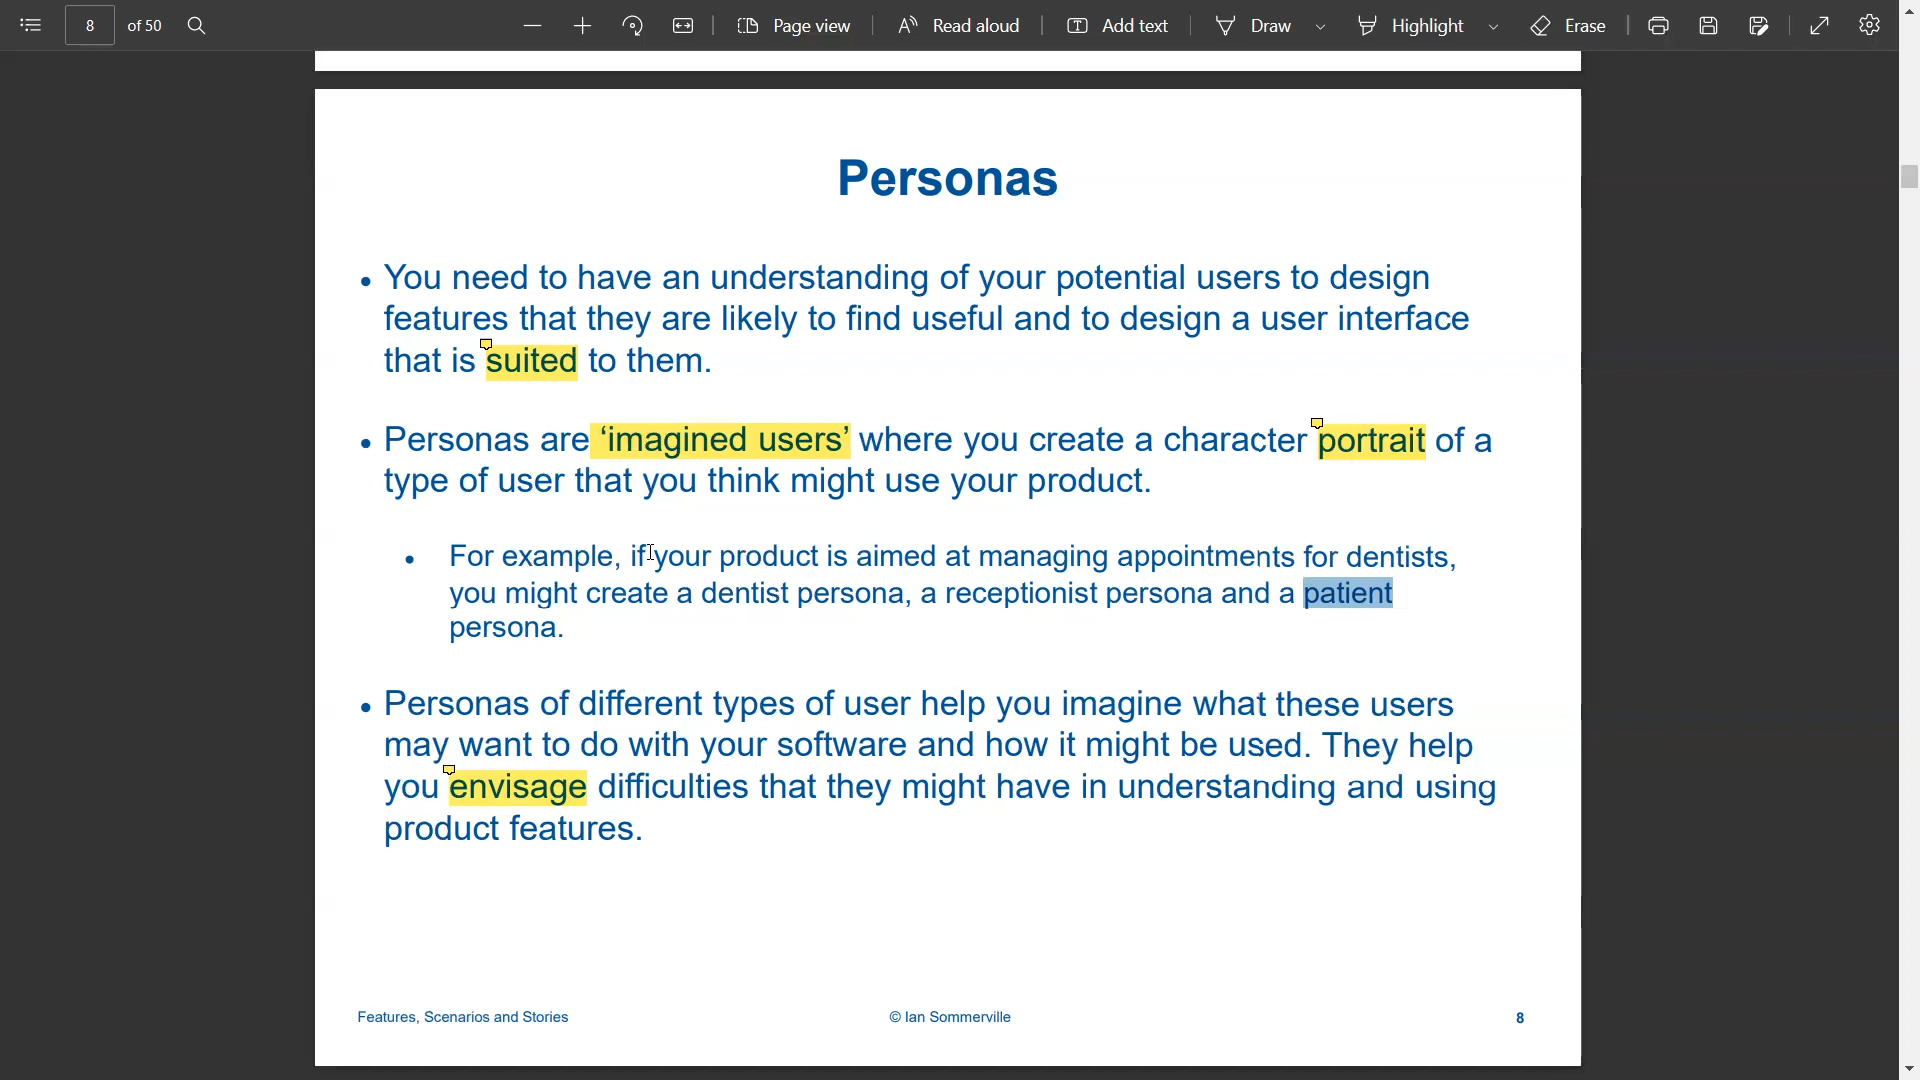 8 of 50 Page view Read aloud Add text Draw Highlight Erase
Personas
• You need to have an understanding of your potential users to design
features that they are likely to find useful and to design a user interface
that is suited to them.
• Personas are ‘imagined users’ where you create a character portrait of a
type of user that you think might use your product.
• For example, if your product is aimed at managing appointments for dentists,
you might create a dentist persona, a receptionist persona and a patient
persona.
• Personas of different types of user help you imagine what these users
may want to do with your software and how it might be used. They help
you envisage difficulties that they might have in understanding and using
product features.
Features, Scenarios and Stories © Ian Sommerville 8